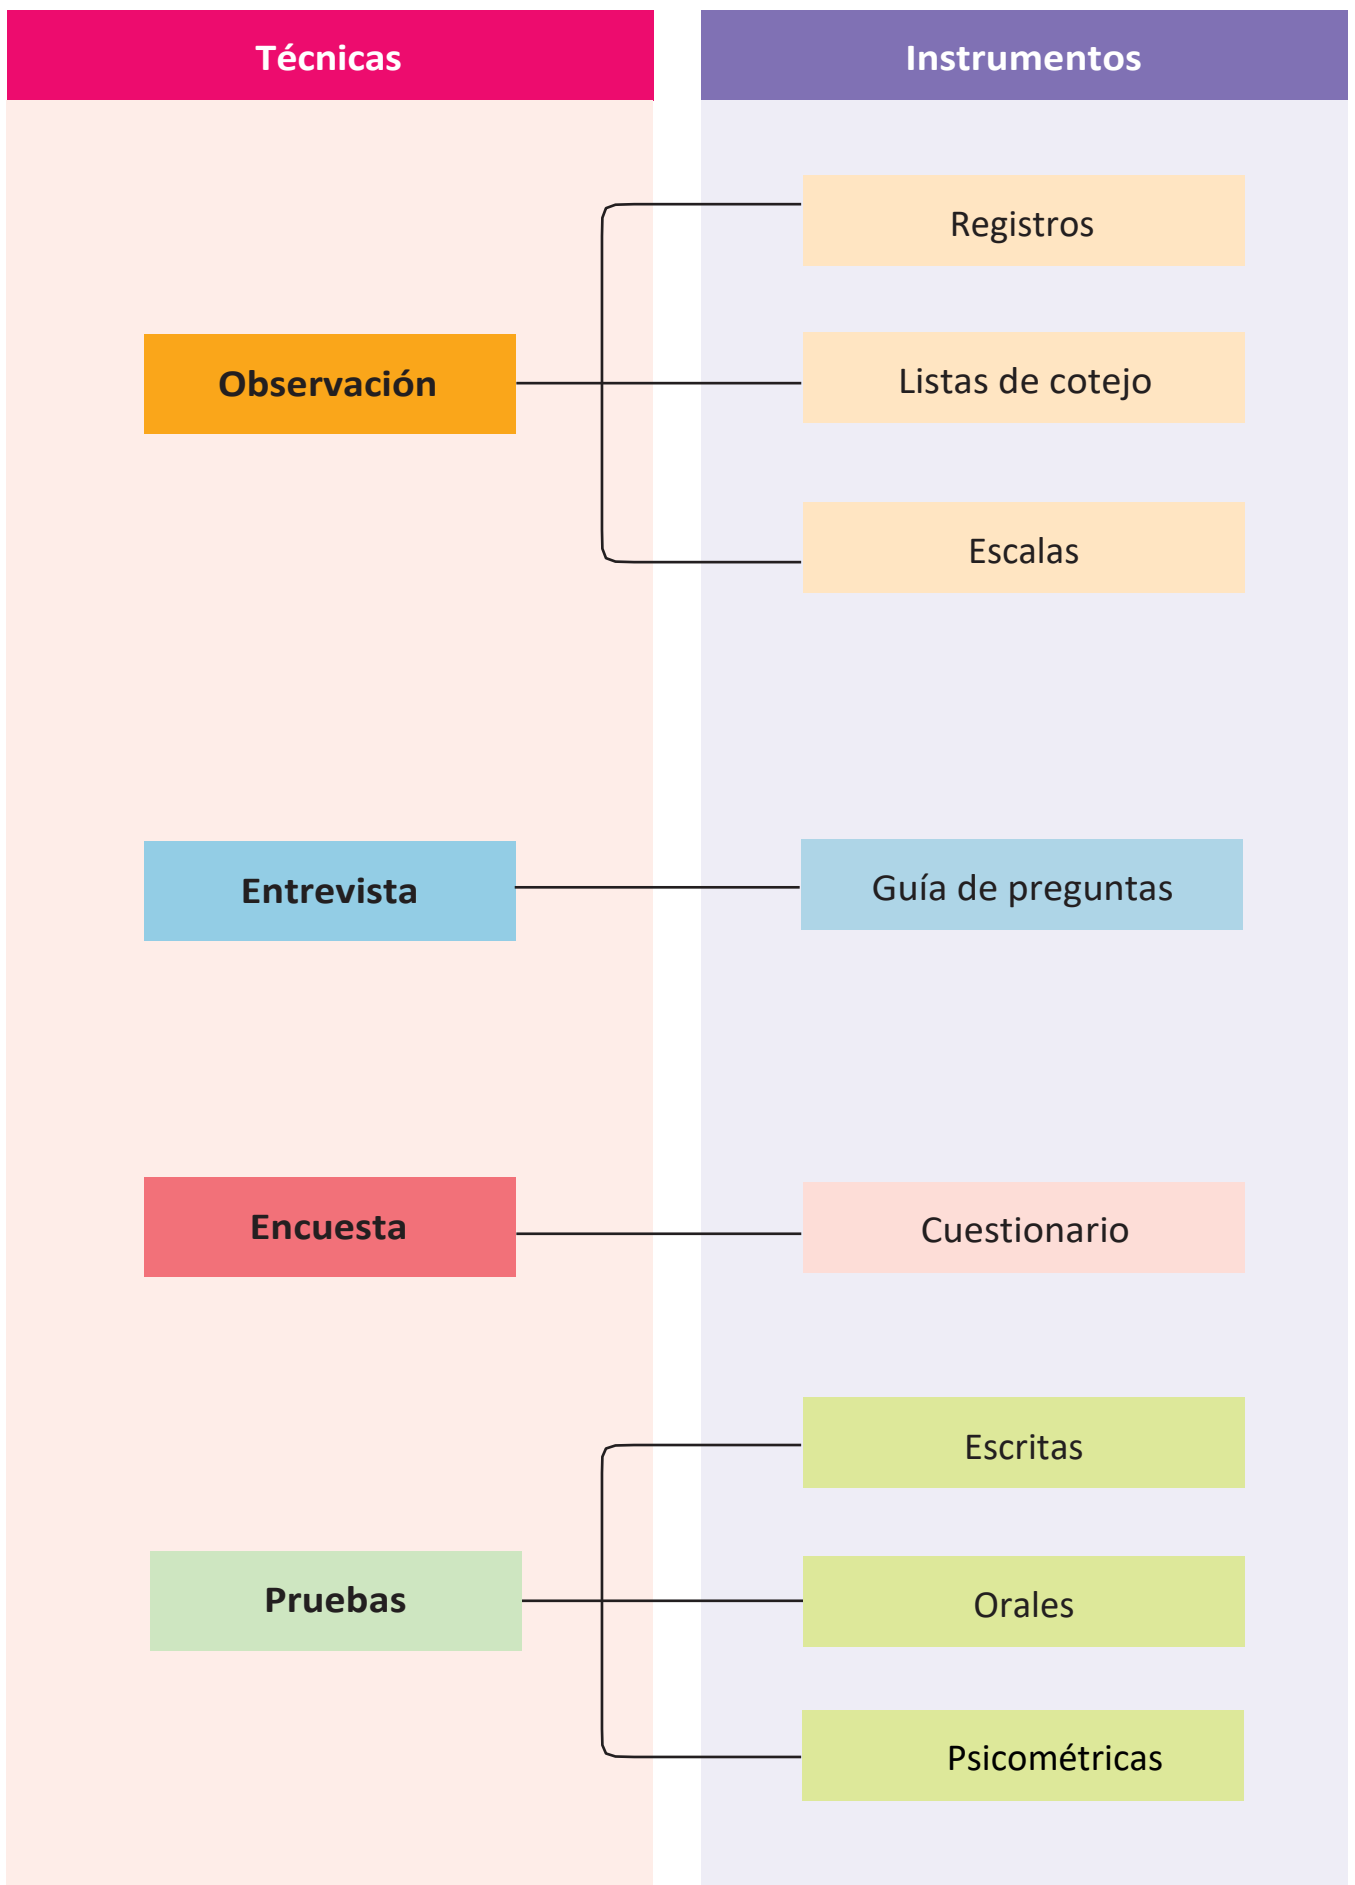 Técnicas
Instrumentos
Observación
Registros
Listas de cotejo
Escalas
Entrevista
Guía de preguntas
Encuesta
Cuestionario
Pruebas
Escritas
Orales
Psicométricas